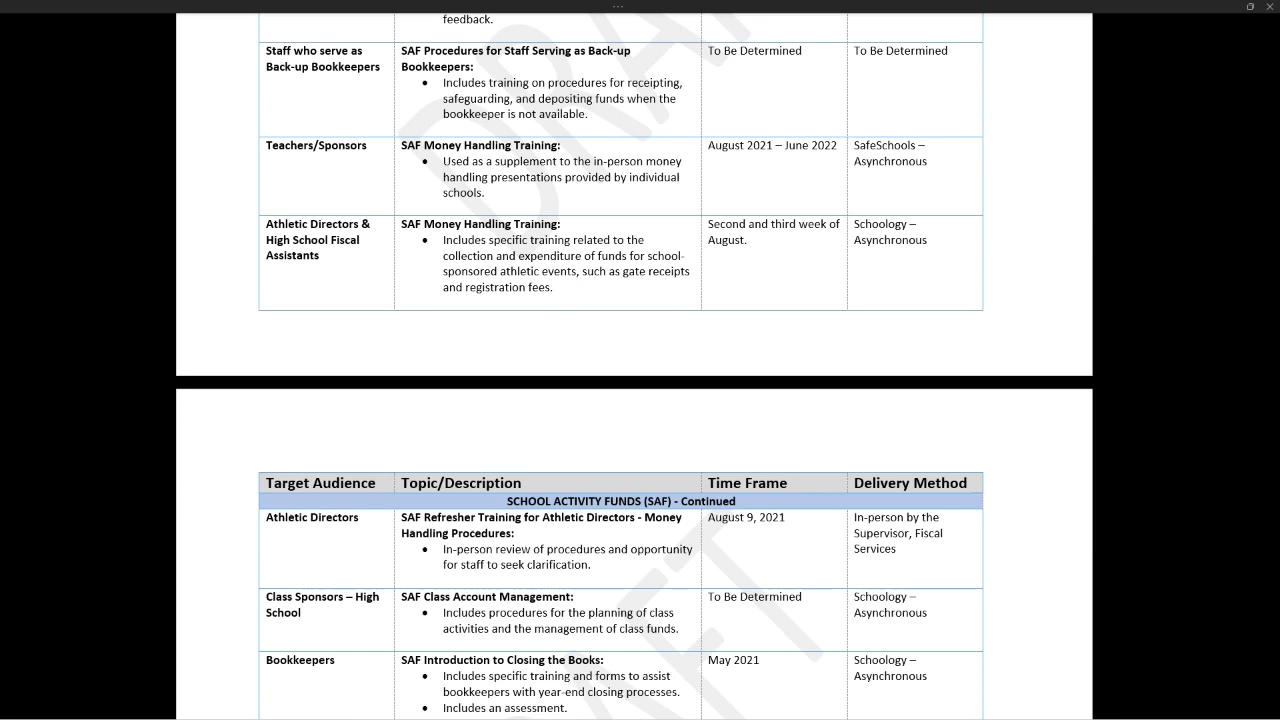 feedback.
Staff who serve as
Back-up Bookkeepers
SAF Procedures for Staff Serving as Back-up
Bookkeepers:
• Includes training on procedures for receipting,
safeguarding, and depositing funds when the
bookkeeper is not available.
To Be Determined
To Be Determined
Teachers/Sponsors
SAF Money Handling Training:
• Used as a supplement to the in-person money
handling presentations provided by individual
schools.
August 2021 – June 2022
SafeSchools –
Asynchronous
Athletic Directors &
High School Fiscal
Assistants
SAF Money Handling Training:
• Includes specific training related to the
collection and expenditure of funds for school-
sponsored athletic events, such as gate receipts
and registration fees.
Second and third week of
August.
Schoology –
Asynchronous
DRAFT
Target Audience
Topic/Description
Time Frame
Delivery Method
SCHOOL ACTIVITY FUNDS (SAF) - Continued
Athletic Directors
SAF Refresher Training for Athletic Directors - Money
Handling Procedures:
• In-person review of procedures and opportunity
for staff to seek clarification.
August 9, 2021
In-person by the
Supervisor, Fiscal
Services
Class Sponsors – High
School
SAF Class Account Management:
• Includes procedures for the planning of class
activities and the management of class funds.
To Be Determined
Schoology –
Asynchronous
Bookkeepers
SAF Introduction to Closing the Books:
• Includes specific training and forms to assist
bookkeepers with year-end closing processes.
• Includes an assessment.
May 2021
Schoology –
Asynchronous
DRAFT